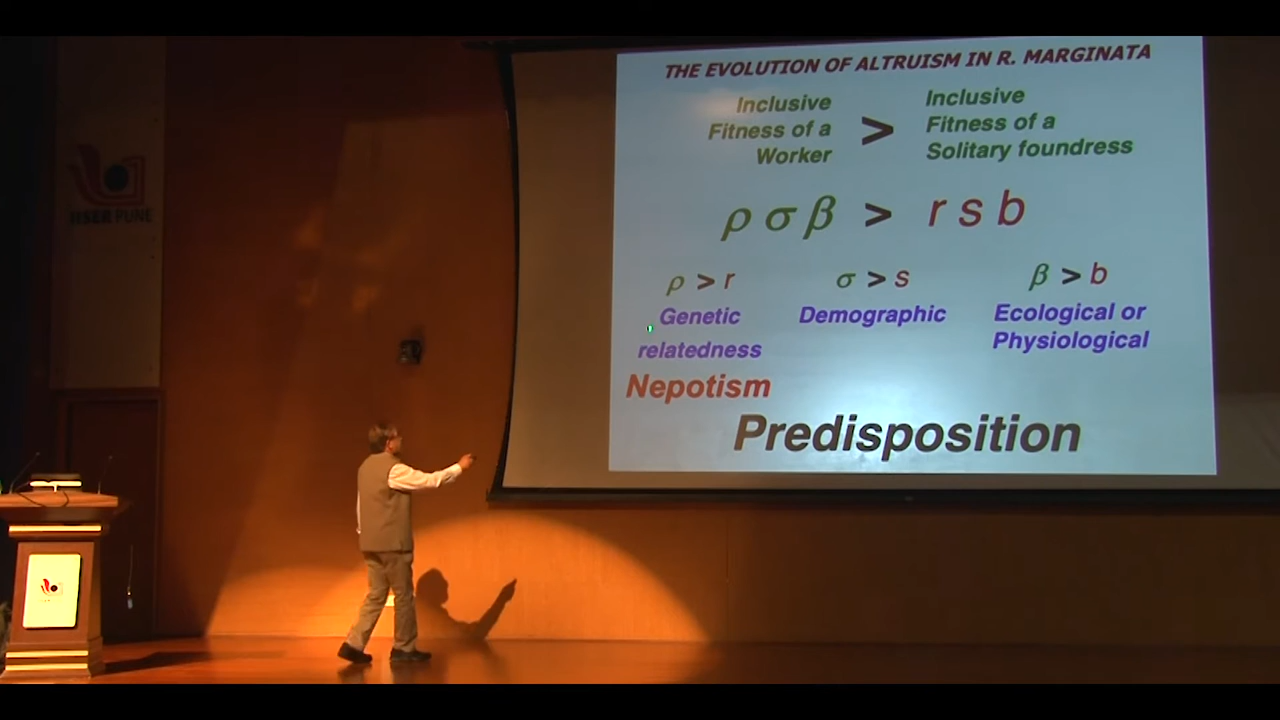 IISER PUNE
THE EVOLUTION OF ALTRUISM IN R. MARGINATA
Inclusive
Fitness of a
Worker
>
Inclusive
Fitness of a
Solitary foundress
ρ σ β > r s b
ρ > r
Genetic
relatedness
Nepotism
σ > s
Demographic
β > b
Ecological or
Physiological
Predisposition